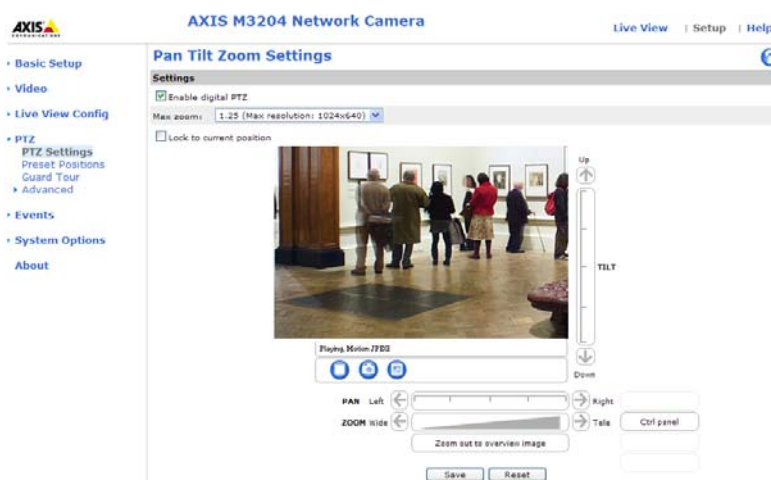 AXIS
COMMUNICATIONS
AXIS M3204 Network Camera
Live View | Setup | Help
Basic Setup
Video
Live View Config
PTZ
PTZ Settings
Preset Positions
Guard Tour
Advanced
Events
System Options
About
Pan Tilt Zoom Settings
Settings
Enable digital PTZ
Max zoom: 1.25 (Max resolution: 1024x640)
Lock to current position
Up
TILT
Down
Playing, Motion JPEG
PAN Left Right
ZOOM Wide Tele Ctrl panel
Zoom out to overview image
Save Reset